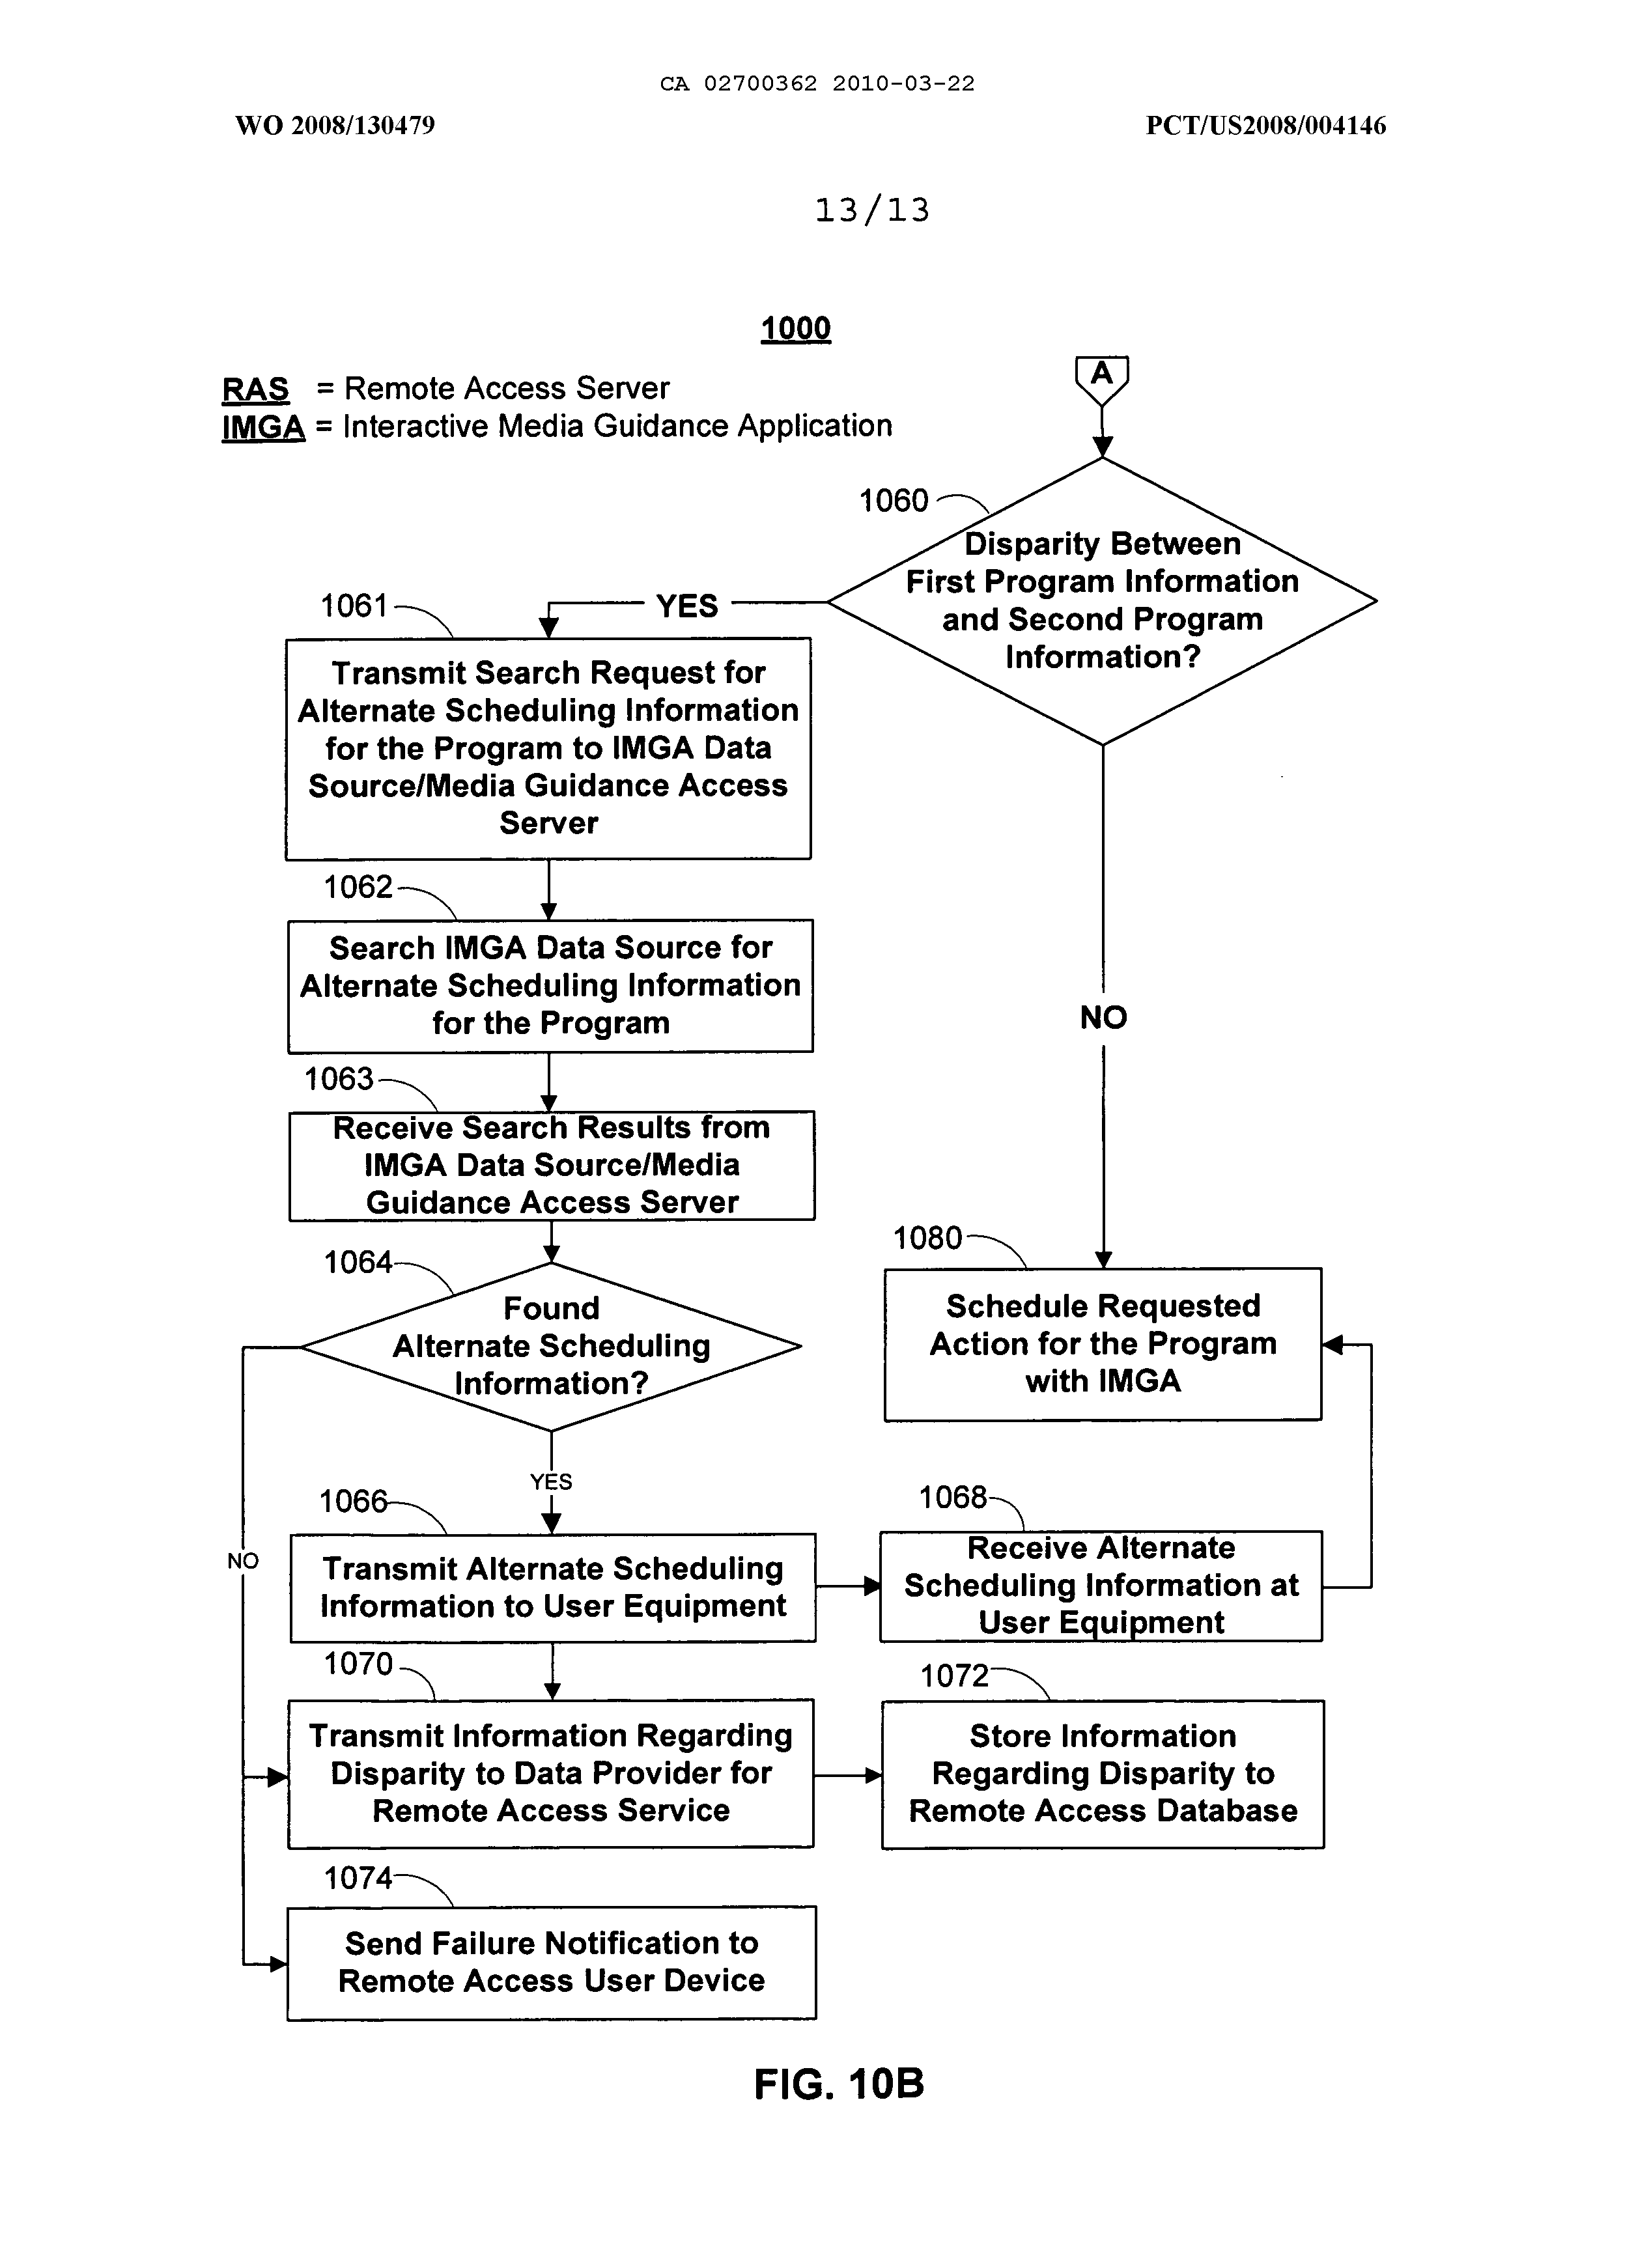 CA 02700362 2010-03-22
WO 2008/130479
PCT/US2008/004146
13/13
1000
RAS = Remote Access Server
IMGA = Interactive Media Guidance Application
A
1060
Disparity Between
First Program Information
and Second Program
Information?
YES
1061
Transmit Search Request for
Alternate Scheduling Information
for the Program to IMGA Data
Source/Media Guidance Access
Server
1062
Search IMGA Data Source for
Alternate Scheduling Information
for the Program
NO
1063
Receive Search Results from
IMGA Data Source/Media
Guidance Access Server
1064
Found
Alternate Scheduling
Information?
1080
Schedule Requested
Action for the Program
with IMGA
YES
NO
1066
Transmit Alternate Scheduling
Information to User Equipment
1068
Receive Alternate
Scheduling Information at
User Equipment
1070
Transmit Information Regarding
Disparity to Data Provider for
Remote Access Service
1072
Store Information
Regarding Disparity to
Remote Access Database
1074
Send Failure Notification to
Remote Access User Device
FIG. 10B